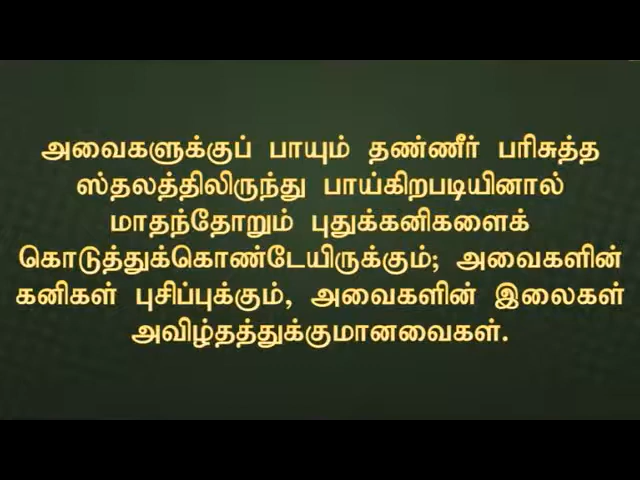 அவைகளுக்குப் பாயும் தண்ணீர் பரிசுத்த
ஸ்தலத்திலிருந்து பாய்கிறபடியினால்
மாதந்தோறும் புதுக்கனிகளைக்
கொடுத்துக்கொண்டேயிருக்கும்; அவைகளின்
கனிகள் புசிப்புக்கும், அவைகளின் இலைகள்
அவிழ்தத்துக்குமானவைகள்.